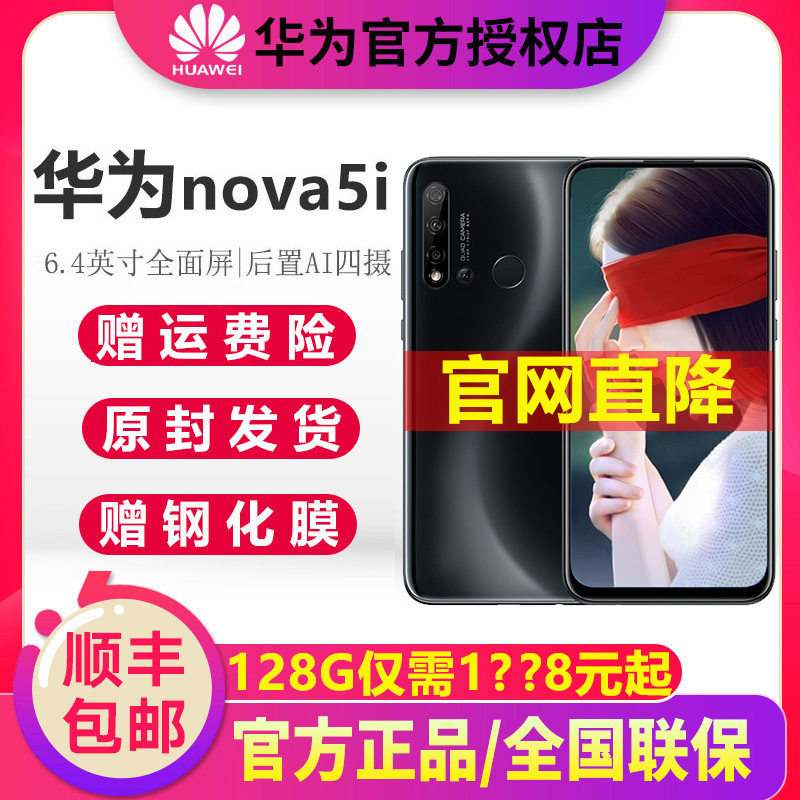 HUAWEI
华为官方授权店
华为nova5i
6.4英寸全面屏|后置AI四摄
赠运费险
原封发货
赠钢化膜
QUAD CAMERA
官网直降
顺丰
包邮
128G仅需1??8元起
官方正品/全国联保